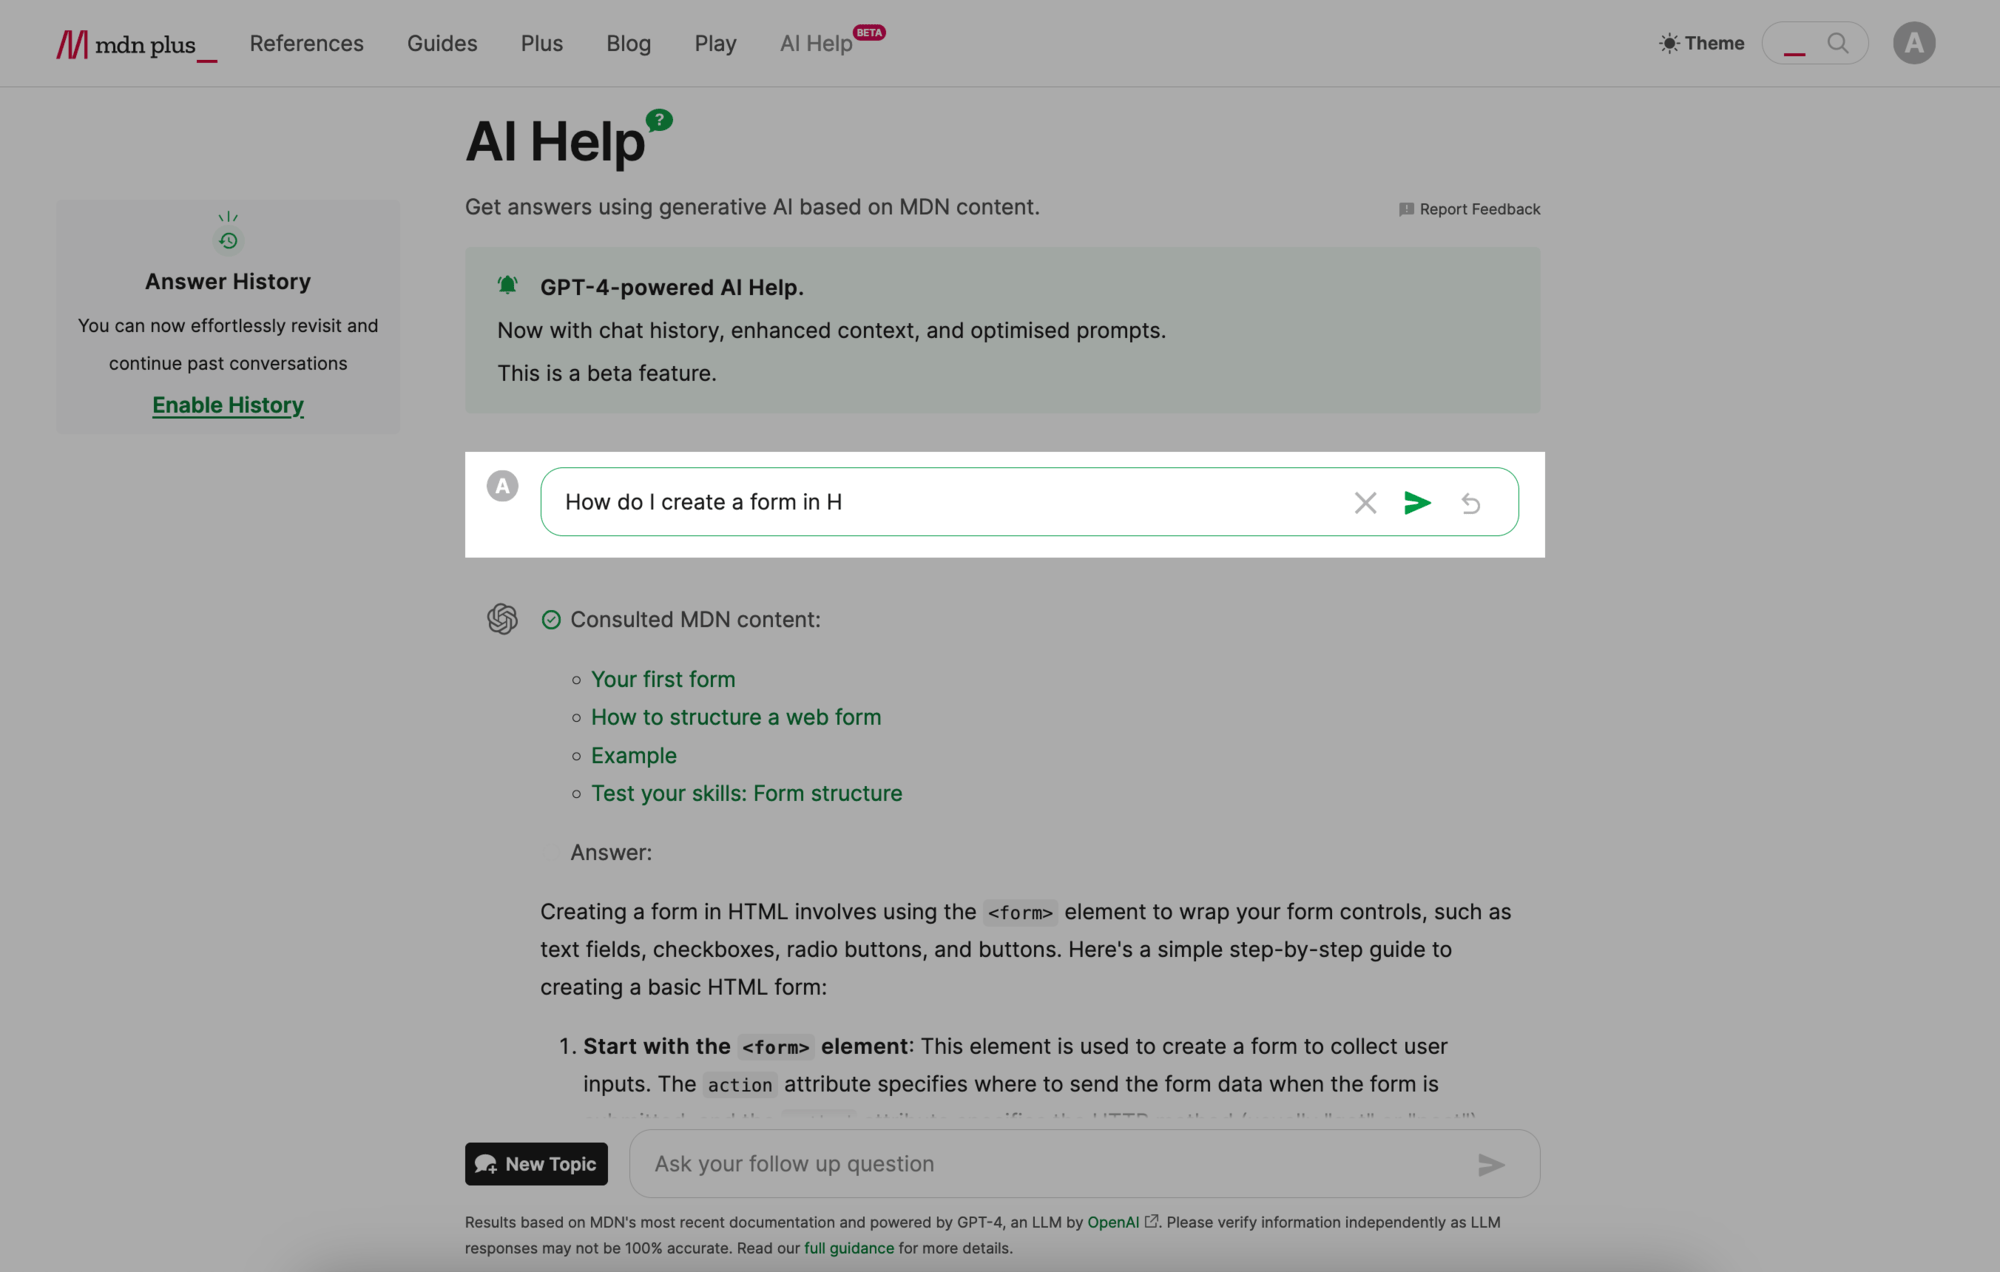 mdn plus_ References Guides Plus Blog Play AI Help BETA Theme _ A
AI Help ?
Get answers using generative AI based on MDN content.
Report Feedback
Answer History
You can now effortlessly revisit and
continue past conversations
Enable History
GPT-4-powered AI Help.
Now with chat history, enhanced context, and optimised prompts.
This is a beta feature.
A
How do I create a form in H
Consulted MDN content:
Your first form
How to structure a web form
Example
Test your skills: Form structure
Answer:
Creating a form in HTML involves using the <form> element to wrap your form controls, such as
text fields, checkboxes, radio buttons, and buttons. Here's a simple step-by-step guide to
creating a basic HTML form:
1. Start with the <form> element: This element is used to create a form to collect user
inputs. The action attribute specifies where to send the form data when the form is
New Topic
Ask your follow up question
Results based on MDN's most recent documentation and powered by GPT-4, an LLM by OpenAI. Please verify information independently as LLM
responses may not be 100% accurate. Read our full guidance for more details.